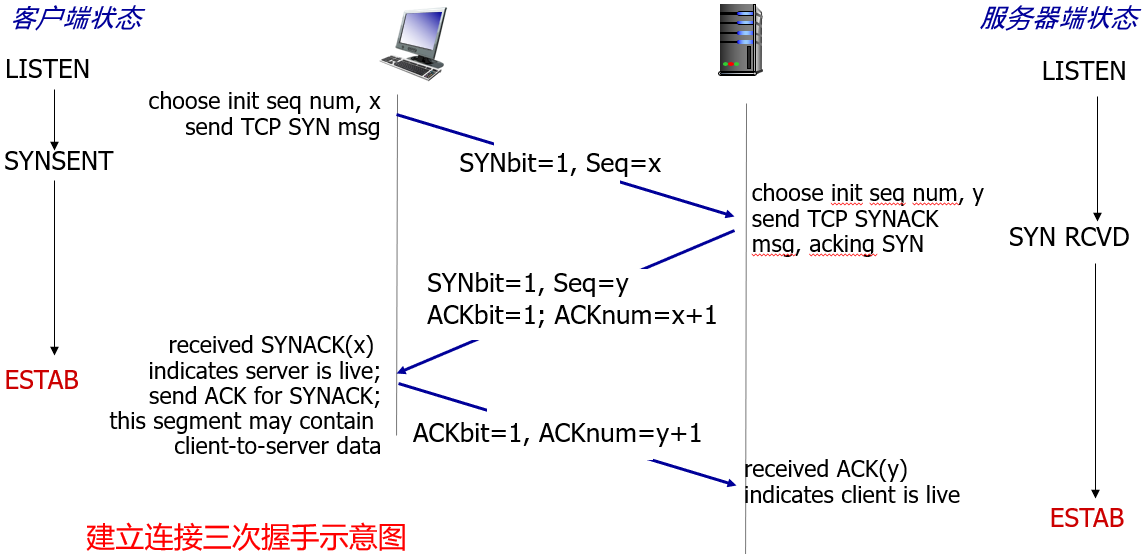 客户端状态
服务器端状态
LISTEN
LISTEN
choose init seq num, x
send TCP SYN msg
SYNSENT
SYNbit=1, Seq=x
choose init seq num, y
send TCP SYNACK
msg, acking SYN
SYN RCVD
SYNbit=1, Seq=y
ACKbit=1; ACKnum=x+1
received SYNACK(x)
indicates server is live;
send ACK for SYNACK;
this segment may contain
client-to-server data
ESTAB
ACKbit=1, ACKnum=y+1
received ACK(y)
indicates client is live
ESTAB
建立连接三次握手示意图